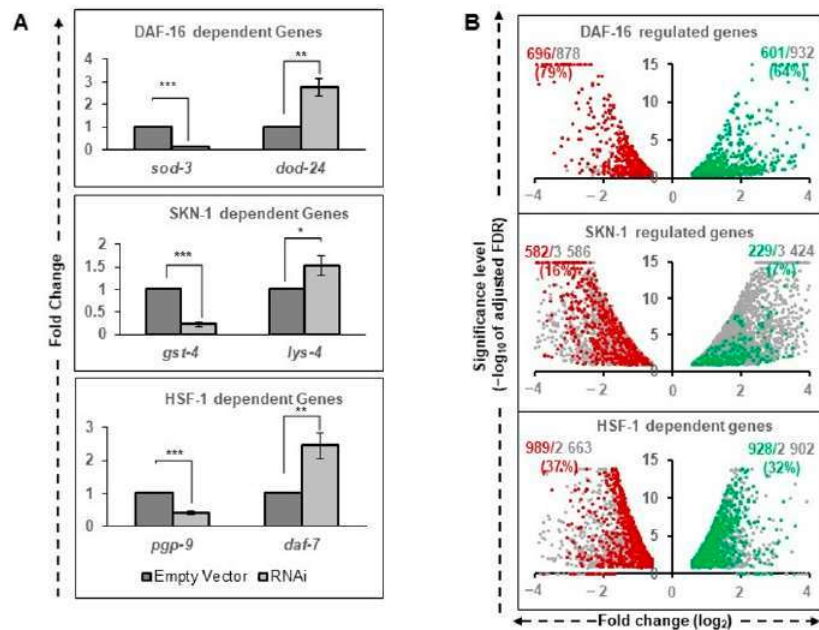 A
DAF-16 dependent Genes
4
3
2
1
0
***
**
sod-3
dod-24
SKN-1 dependent Genes
2
1.5
1
0.5
0
***
*
gst-4
lys-4
HSF-1 dependent Genes
3
2
1
0
***
**
pgp-9
daf-7
Empty Vector RNAi
Fold Change
B
DAF-16 regulated genes
696/878
(79%)
601/932
(64%)
15
10
5
0
−4 −2 0 2 4
SKN-1 regulated genes
582/3 586
(16%)
229/3 424
(7%)
15
10
5
0
−4 −2 0 2 4
HSF-1 dependent genes
989/2 663
(37%)
928/2 902
(32%)
15
10
5
0
−4 −2 0 2 4
Significance level
(−log10 of adjusted FDR)
Fold change (log2)